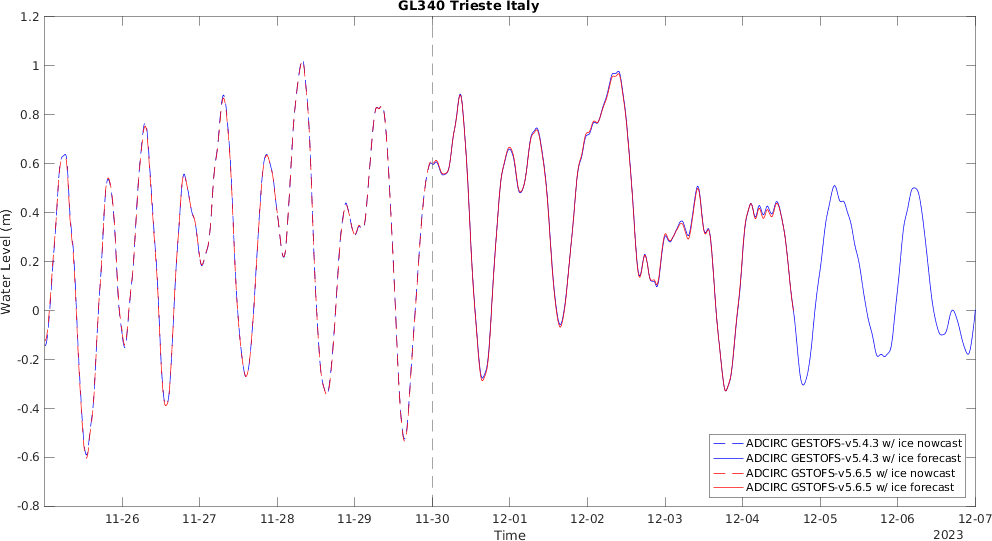 GL340 Trieste Italy
Water Level (m)
1.2
1
0.8
0.6
0.4
0.2
0
-0.2
-0.4
-0.6
-0.8
11-26 11-27 11-28 11-29 11-30 12-01 12-02 12-03 12-04 12-05 12-06 12-07
Time
2023
ADCIRC GESTOFS-v5.4.3 w/ ice nowcast
ADCIRC GESTOFS-v5.4.3 w/ ice forecast
ADCIRC GSTOFS-v5.6.5 w/ ice nowcast
ADCIRC GSTOFS-v5.6.5 w/ ice forecast